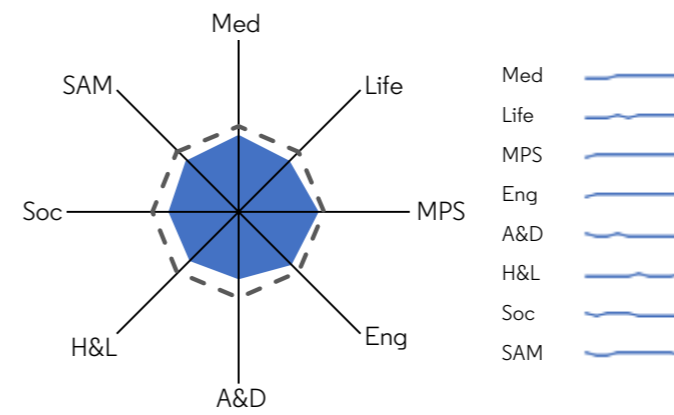 Med
Life
MPS
Eng
A&D
H&L
Soc
SAM
Med
Life
MPS
Eng
A&D
H&L
Soc
SAM